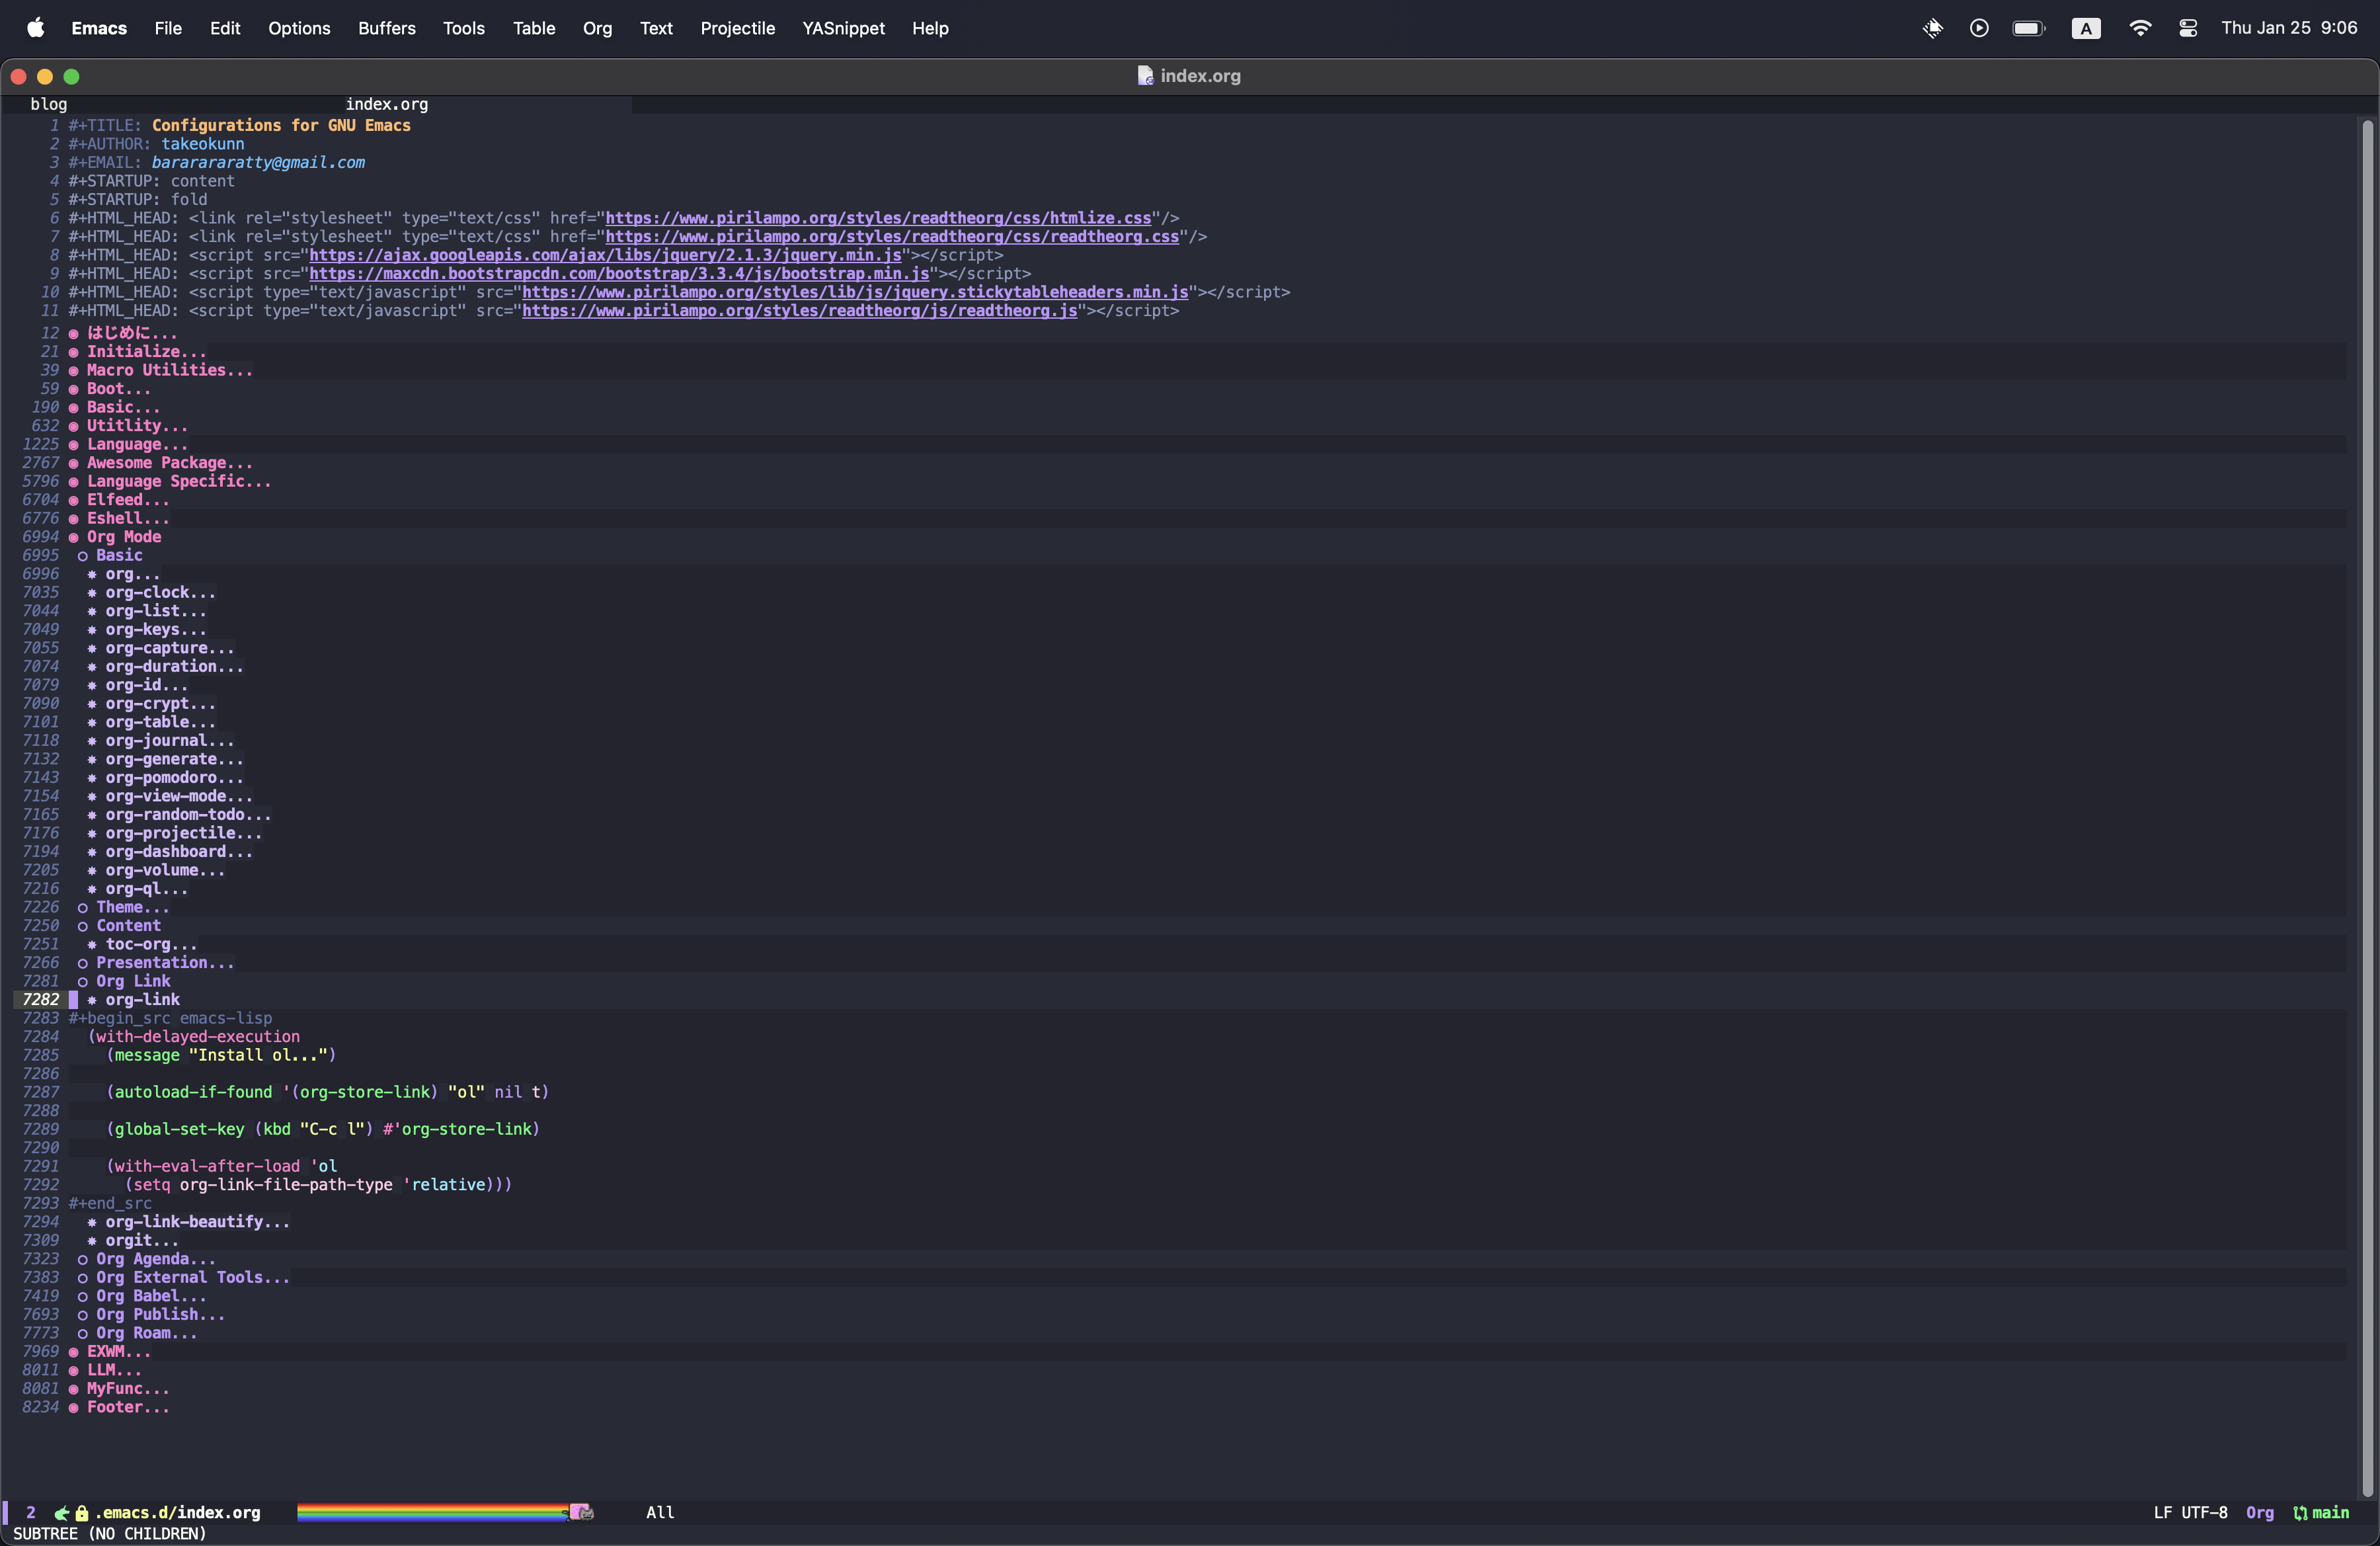 Emacs File Edit Options Buffers Tools Table Org Text Projectile YASnippet Help A Thu Jan 25 9:06
index.org
blog index.org
1 #+TITLE: Configurations for GNU Emacs
2 #+AUTHOR: takeokunn
3 #+EMAIL: bararararatty@gmail.com
4 #+STARTUP: content
5 #+STARTUP: fold
6 #+HTML_HEAD: <link rel="stylesheet" type="text/css" href="https://www.pirilampo.org/styles/readtheorg/css/htmlize.css"/>
7 #+HTML_HEAD: <link rel="stylesheet" type="text/css" href="https://www.pirilampo.org/styles/readtheorg/css/readtheorg.css"/>
8 #+HTML_HEAD: <script src="https://ajax.googleapis.com/ajax/libs/jquery/2.1.3/jquery.min.js"></script>
9 #+HTML_HEAD: <script src="https://maxcdn.bootstrapcdn.com/bootstrap/3.3.4/js/bootstrap.min.js"></script>
10 #+HTML_HEAD: <script type="text/javascript" src="https://www.pirilampo.org/styles/lib/js/jquery.stickytableheaders.min.js"></script>
11 #+HTML_HEAD: <script type="text/javascript" src="https://www.pirilampo.org/styles/readtheorg/js/readtheorg.js"></script>
12 ◉ はじめに...
21 ◉ Initialize...
39 ◉ Macro Utilities...
59 ◉ Boot...
190 ◉ Basic...
632 ◉ Utitlity...
1225 ◉ Language...
2767 ◉ Awesome Package...
5796 ◉ Language Specific...
6704 ◉ Elfeed...
6776 ◉ Eshell...
6994 ◉ Org Mode
6995 ○ Basic
6996 ✸ org...
7035 ✸ org-clock...
7044 ✸ org-list...
7049 ✸ org-keys...
7055 ✸ org-capture...
7074 ✸ org-duration...
7079 ✸ org-id...
7090 ✸ org-crypt...
7101 ✸ org-table...
7118 ✸ org-journal...
7132 ✸ org-generate...
7143 ✸ org-pomodoro...
7154 ✸ org-view-mode...
7165 ✸ org-random-todo...
7176 ✸ org-projectile...
7194 ✸ org-dashboard...
7205 ✸ org-volume...
7216 ✸ org-ql...
7226 ○ Theme...
7250 ○ Content
7251 ✸ toc-org...
7266 ○ Presentation...
7281 ○ Org Link
7282 ✸ org-link
7283 #+begin_src emacs-lisp
7284 (with-delayed-execution
7285 (message "Install ol...")
7286
7287 (autoload-if-found '(org-store-link) "ol" nil t)
7288
7289 (global-set-key (kbd "C-c l") #'org-store-link)
7290
7291 (with-eval-after-load 'ol
7292 (setq org-link-file-path-type 'relative)))
7293 #+end_src
7294 ✸ org-link-beautify...
7309 ✸ orgit...
7323 ○ Org Agenda...
7383 ○ Org External Tools...
7419 ○ Org Babel...
7693 ○ Org Publish...
7773 ○ Org Roam...
7969 ◉ EXWM...
8011 ◉ LLM...
8081 ◉ MyFunc...
8234 ◉ Footer...
2 .emacs.d/index.org All LF UTF-8 Org main
SUBTREE (NO CHILDREN)